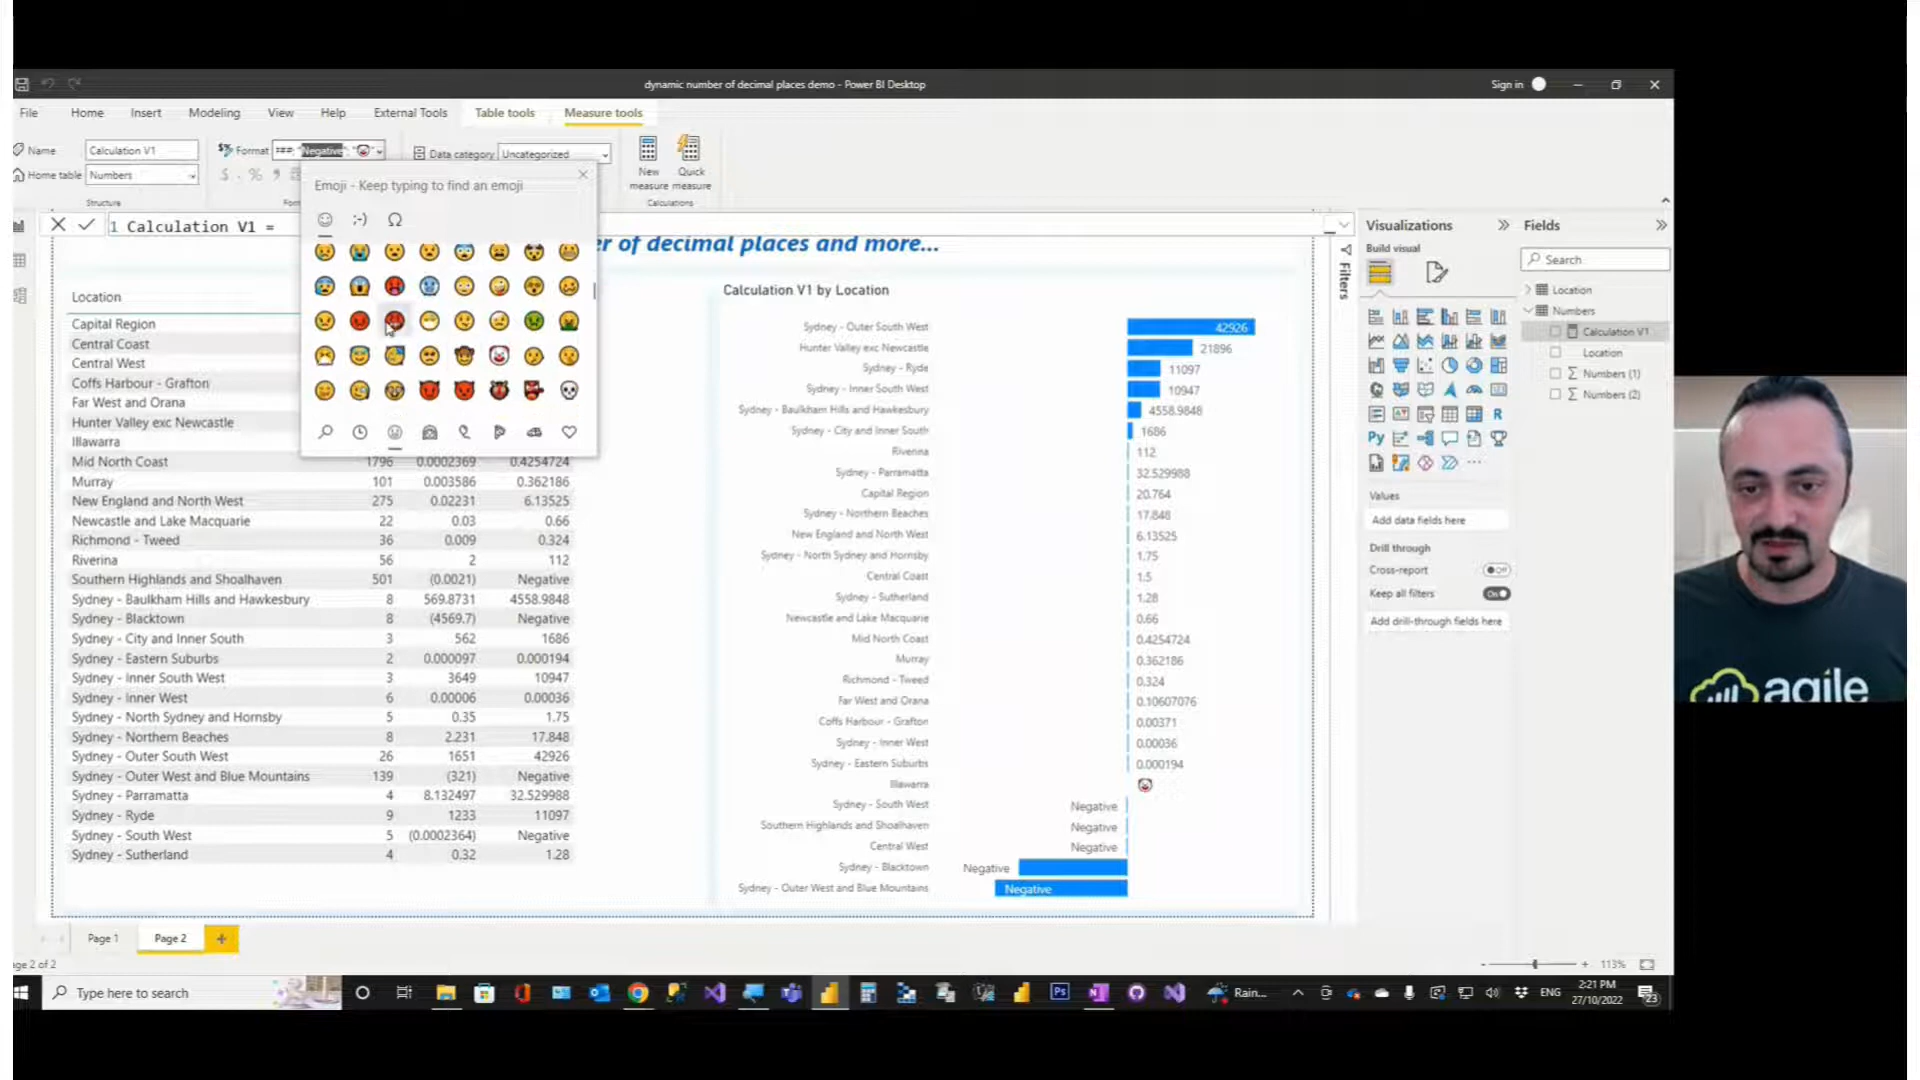 dynamic number of decimal places demo - Power BI Desktop
Sign in
File Home Insert Modeling View Help External Tools Table tools Measure tools
Name Calculation V1
Format ###; "Negative"; "🤡"
Data category Uncategorized
Home table Numbers
$ %
New measure
Quick measure
Structure
Calculations
Emoji - Keep typing to find an emoji
;-) Ω
1 Calculation V1 =
er of decimal places and more...
Location
Capital Region
Central Coast
Central West
Coffs Harbour - Grafton
Far West and Orana
Hunter Valley exc Newcastle
Illawarra
Mid North Coast 1796 0.0002369 0.4254724
Murray 101 0.003586 0.362186
New England and North West 275 0.02231 6.13525
Newcastle and Lake Macquarie 22 0.03 0.66
Richmond - Tweed 36 0.009 0.324
Riverina 56 2 112
Southern Highlands and Shoalhaven 501 (0.0021) Negative
Sydney - Baulkham Hills and Hawkesbury 8 569.8731 4558.9848
Sydney - Blacktown 8 (4569.7) Negative
Sydney - City and Inner South 3 562 1686
Sydney - Eastern Suburbs 2 0.000097 0.000194
Sydney - Inner South West 3 3649 10947
Sydney - Inner West 6 0.00006 0.00036
Sydney - North Sydney and Hornsby 5 0.35 1.75
Sydney - Northern Beaches 8 2.231 17.848
Sydney - Outer South West 26 1651 42926
Sydney - Outer West and Blue Mountains 139 (321) Negative
Sydney - Parramatta 4 8.132497 32.529988
Sydney - Ryde 9 1233 11097
Sydney - South West 5 (0.0002364) Negative
Sydney - Sutherland 4 0.32 1.28
Calculation V1 by Location
Sydney - Outer South West 42926
Hunter Valley exc Newcastle 21896
Sydney - Ryde 11097
Sydney - Inner South West 10947
Sydney - Baulkham Hills and Hawkesbury 4558.9848
Sydney - City and Inner South 1686
Riverina 112
Sydney - Parramatta 32.529988
Capital Region 20.764
Sydney - Northern Beaches 17.848
New England and North West 6.13525
Sydney - North Sydney and Hornsby 1.75
Central Coast 1.5
Sydney - Sutherland 1.28
Newcastle and Lake Macquarie 0.66
Mid North Coast 0.4254724
Murray 0.362186
Richmond - Tweed 0.324
Far West and Orana 0.10607076
Coffs Harbour - Grafton 0.00371
Sydney - Inner West 0.00036
Sydney - Eastern Suburbs 0.000194
Illawarra 🤡
Sydney - South West Negative
Southern Highlands and Shoalhaven Negative
Central West Negative
Sydney - Blacktown Negative
Sydney - Outer West and Blue Mountains Negative
Filters
Visualizations
Build visual
R
Py
Values
Add data fields here
Drill through
Cross-report Off
Keep all filters On
Add drill-through fields here
Fields
Search
Location
Numbers
Calculation V1
Location
Numbers (1)
Numbers (2)
agile
Page 1 Page 2 +
age 2 of 2
- + 113%
Type here to search
Ps
Rain...
ENG
2:21 PM
27/10/2022
23